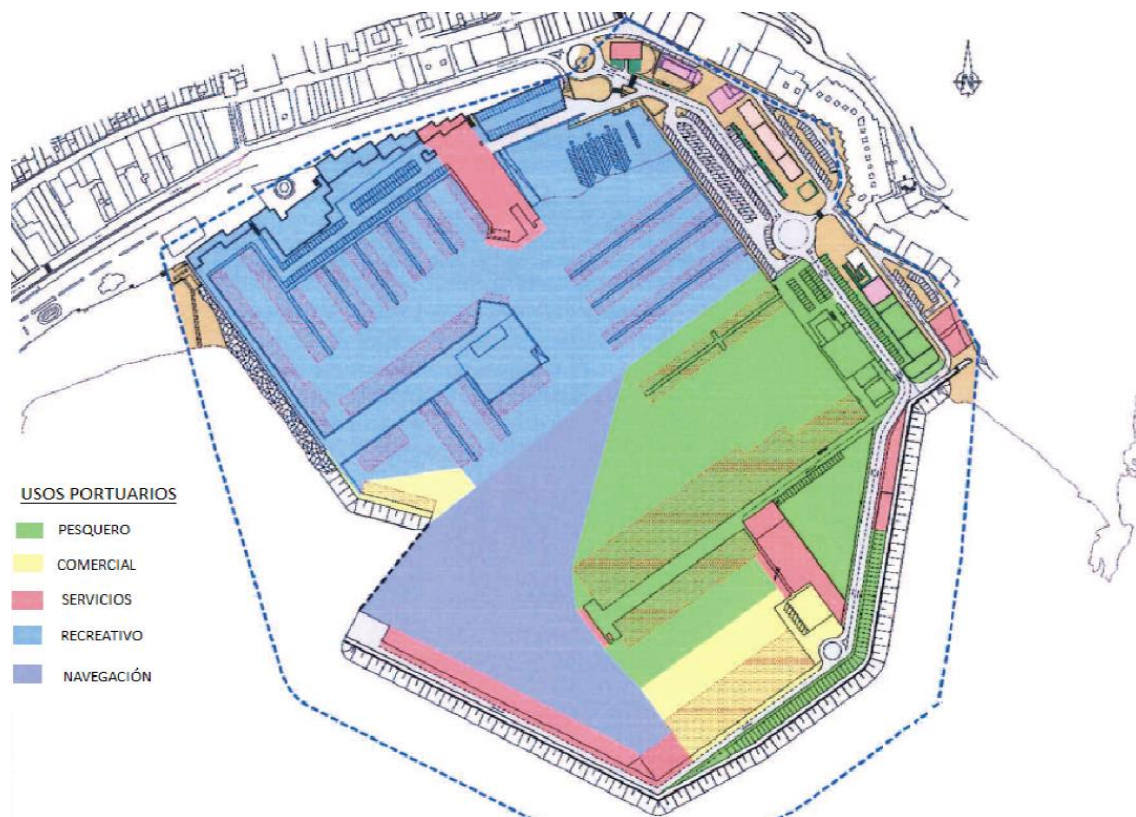 USOS PORTUARIOS
PESQUERO
COMERCIAL
SERVICIOS
RECREATIVO
NAVEGACIÓN